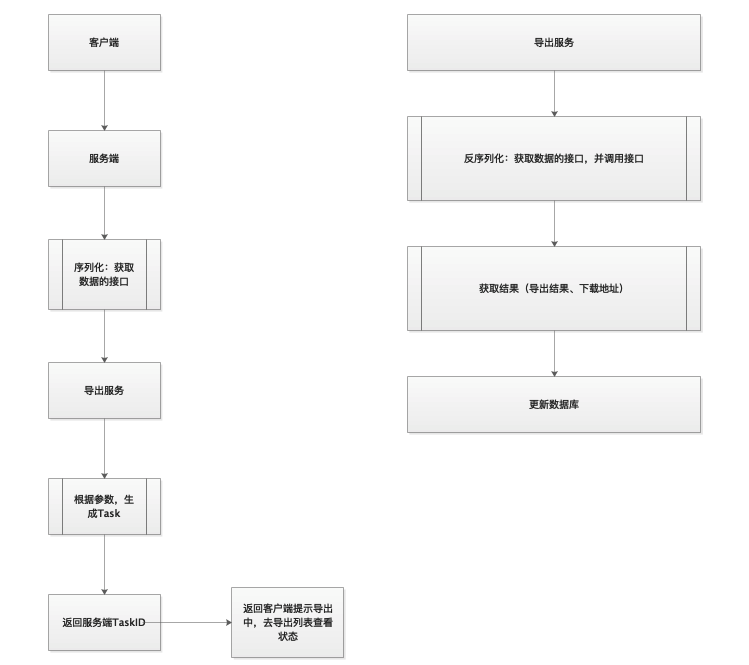 客户端
服务端
序列化：获取
数据的接口
导出服务
根据参数，生
成Task
返回服务端TaskID
返回客户端提示导出
中，去导出列表查看
状态
导出服务
反序列化：获取数据的接口，并调用接口
获取结果（导出结果、下载地址）
更新数据库